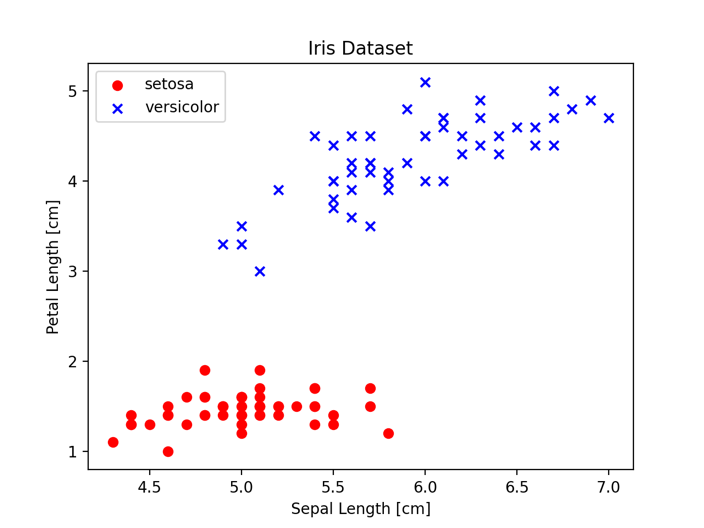 Iris Dataset
setosa
versicolor
Petal Length [cm]
5
4
3
2
1
4.5 5.0 5.5 6.0 6.5 7.0
Sepal Length [cm]